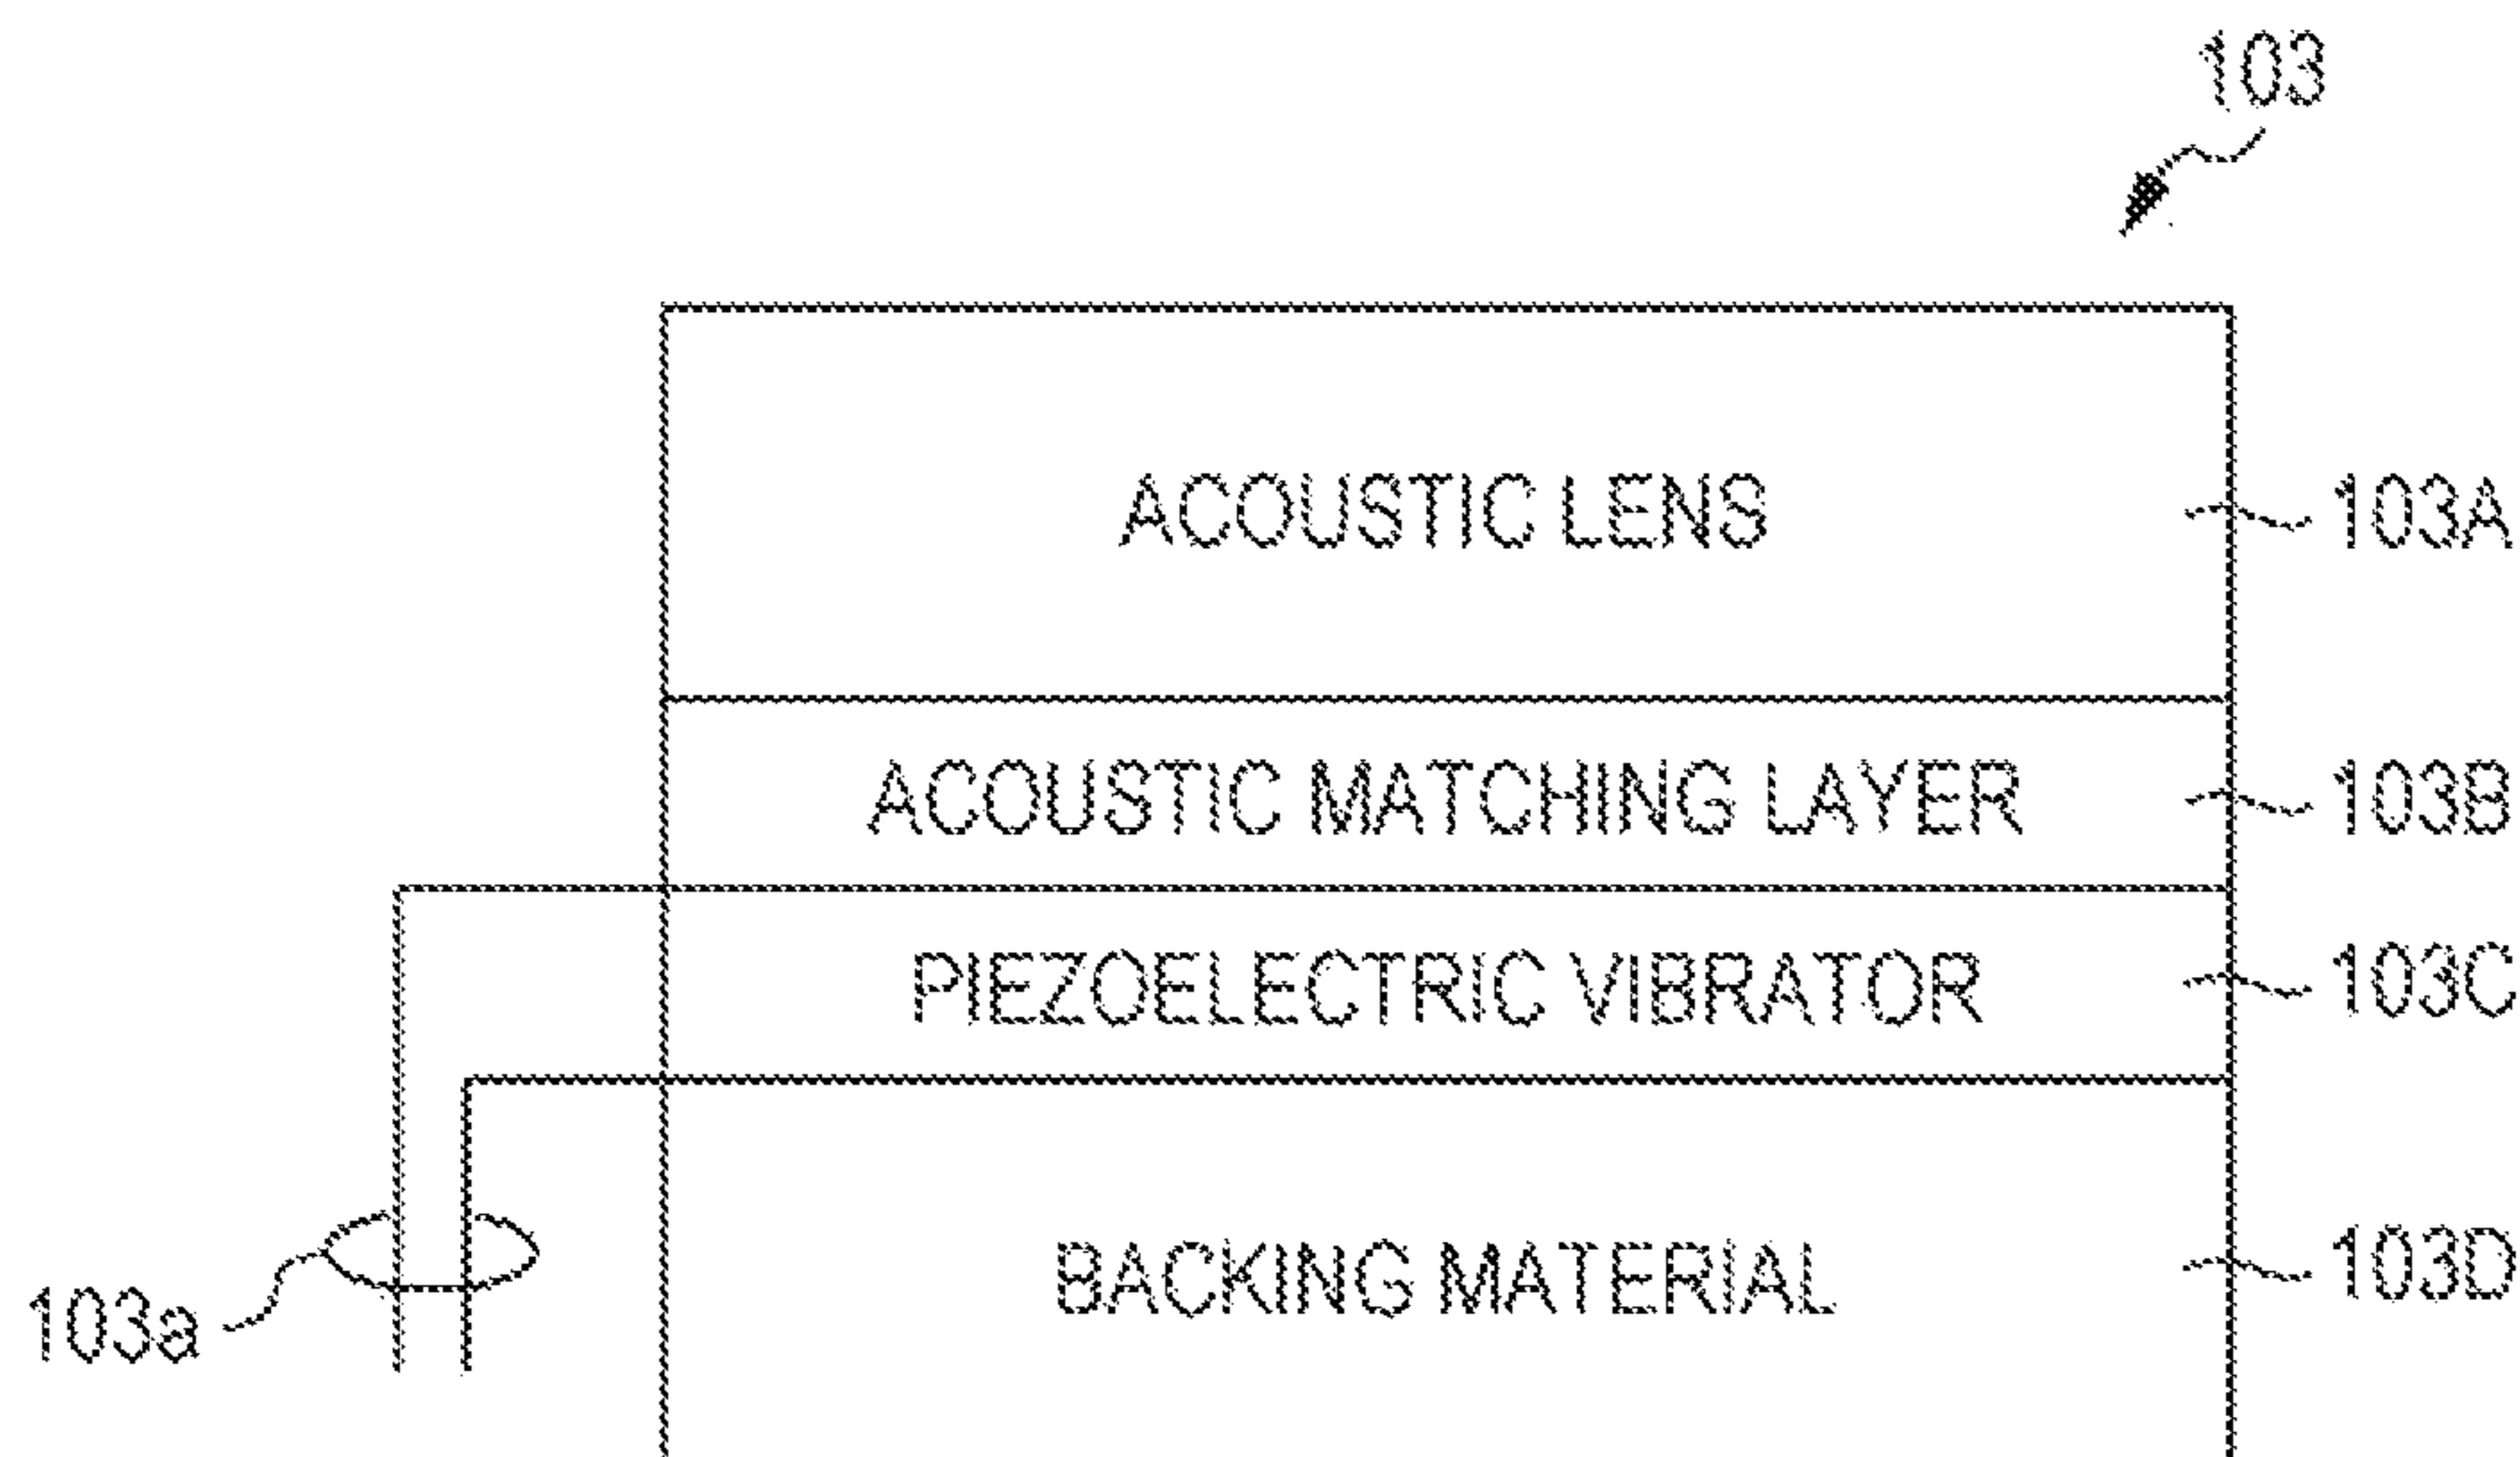 103
ACOUSTIC LENS 103A
ACOUSTIC MATCHING LAYER 103B
PIEZOELECTRIC VIBRATOR 103C
BACKING MATERIAL 103D
103a